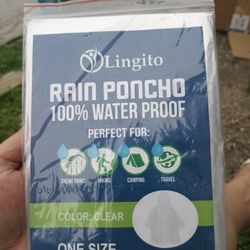 Lingito
RAIN PONCHO
100% WATER PROOF
PERFECT FOR:
THEME PARKS HIKING CAMPING TRAVEL
COLOR: CLEAR
ONE SIZE